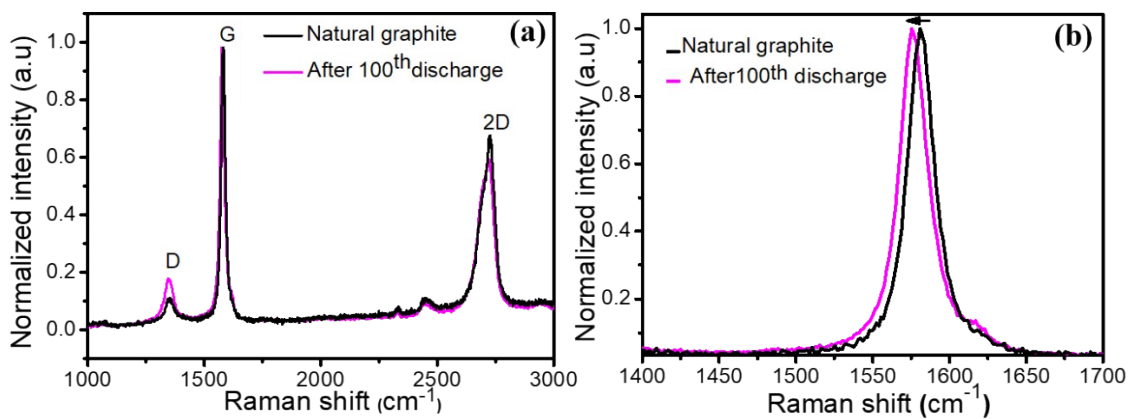 (a)
G
Natural graphite
After 100th discharge
2D
D
Normalized intensity (a.u)
1.0
0.8
0.6
0.4
0.2
0.0
1000
1500
2000
2500
3000
Raman shift (cm-1)
(b)
Natural graphite
After100th discharge
Normalized intensity (a.u)
1.0
0.8
0.6
0.4
0.2
1400
1450
1500
1550
1600
1650
1700
Raman shift (cm-1)